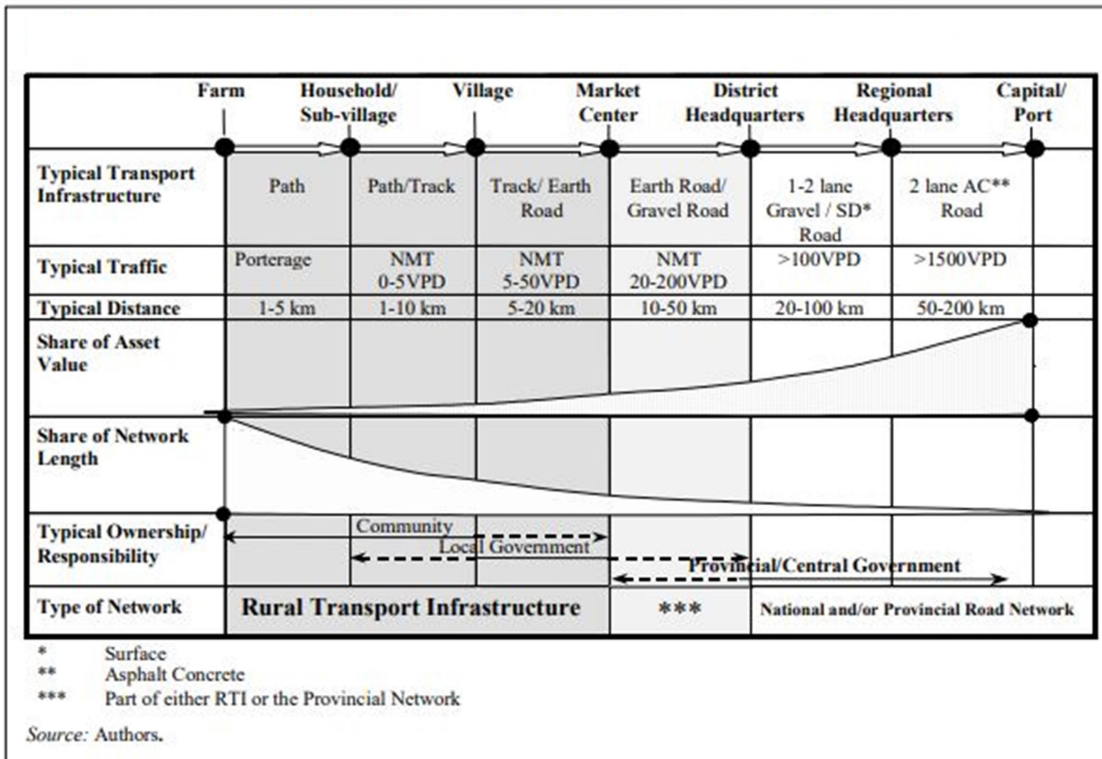 Farm Household/ Village Market District Regional Capital/
Sub-village Center Headquarters Headquarters Port
Typical Transport Path Path/Track Track/ Earth Earth Road/ 1-2 lane 2 lane AC**
Infrastructure Road Gravel Road Gravel / SD* Road
Road
Typical Traffic Porterage NMT NMT NMT >100VPD >1500VPD
0-5VPD 5-50VPD 20-200VPD
Typical Distance 1-5 km 1-10 km 5-20 km 10-50 km 20-100 km 50-200 km
Share of Asset
Value
Share of Network
Length
Typical Ownership/ Community
Responsibility Local Government
Provincial/Central Government
Type of Network Rural Transport Infrastructure *** National and/or Provincial Road Network
* Surface
** Asphalt Concrete
*** Part of either RTI or the Provincial Network
Source: Authors.